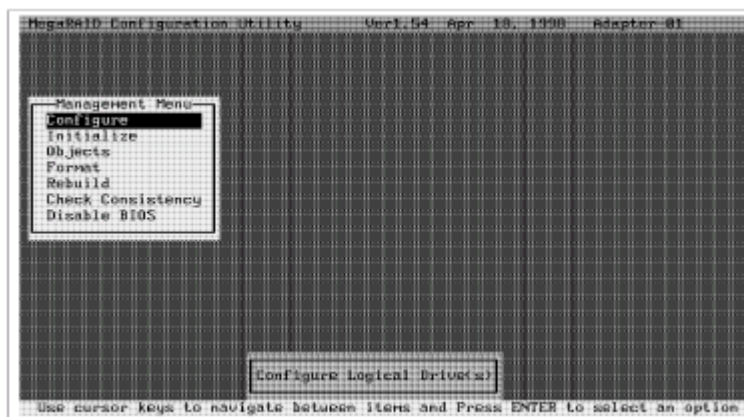 MegaRAID Configuration Utility Ver1.54 Apr 10, 1998 Adapter-01
Management Menu
Configure
Initialize
Objects
Format
Rebuild
Check Consistency
Disable BIOS
Configure Logical Drive(s)
Use cursor keys to navigate between items and Press ENTER to select an option